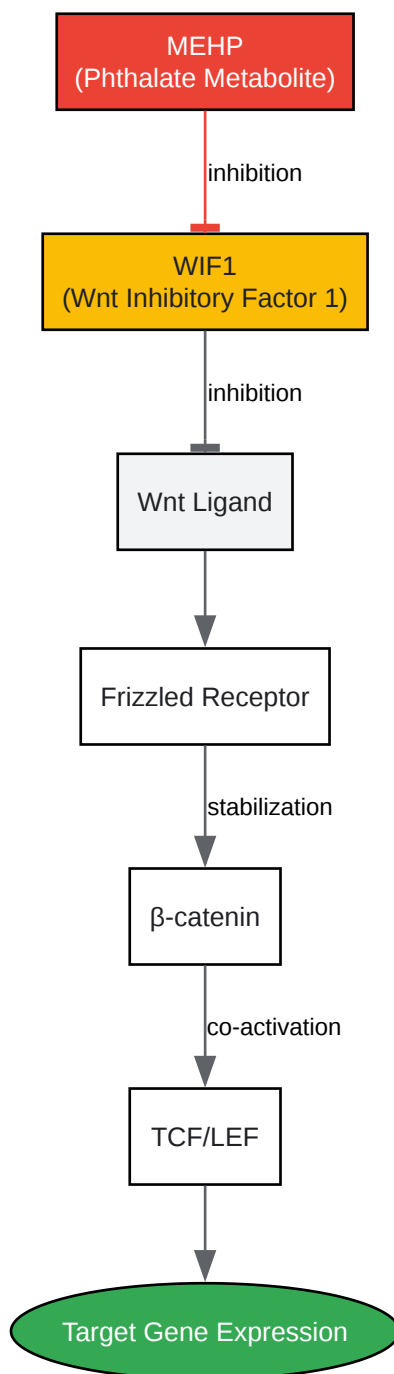 MEHP
(Phthalate Metabolite)
inhibition
WIF1
(Wnt Inhibitory Factor 1)
inhibition
Wnt Ligand
Frizzled Receptor
stabilization
β-catenin
co-activation
TCF/LEF
Target Gene Expression